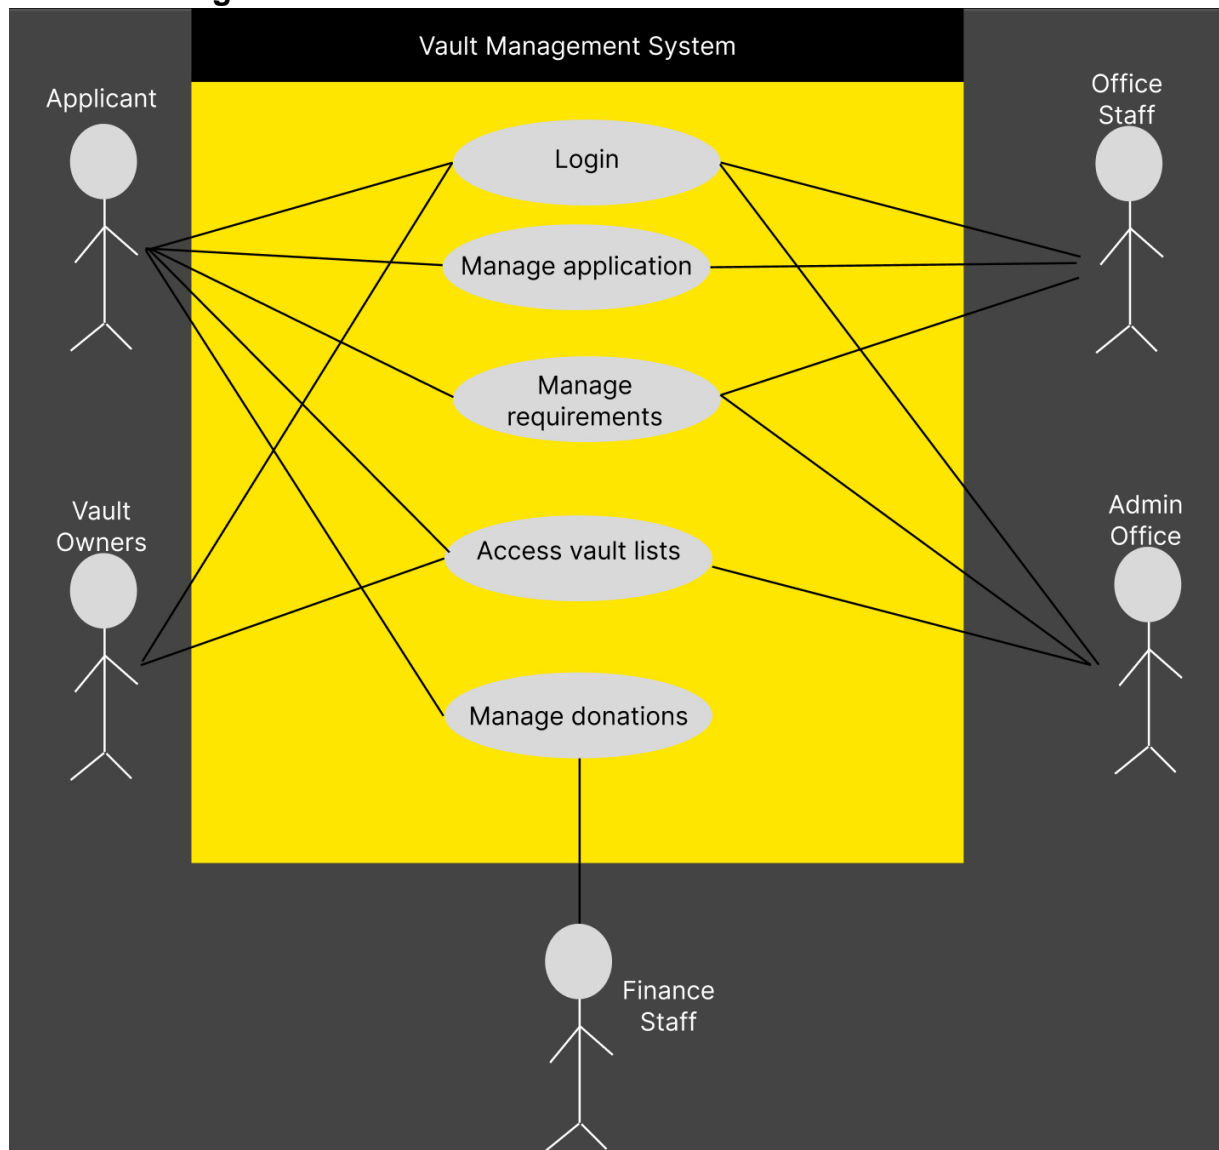 Vault Management System
Applicant
Office
Staff
Login
Manage application
Manage
requirements
Vault
Owners
Admin
Office
Access vault lists
Manage donations
Finance
Staff